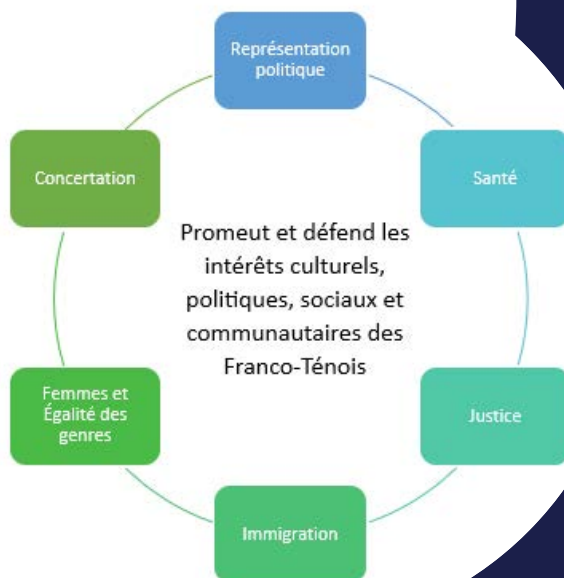 Représentation
politique
Santé
Justice
Immigration
Femmes et
Égalité des
genres
Concertation
Promeut et défend les
intérêts culturels,
politiques, sociaux et
communautaires des
Franco-Ténois